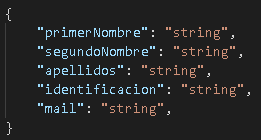 {
"primerNombre": "string",
"segundoNombre": "string",
"apellidos": "string",
"identificacion": "string",
"mail": "string",
}